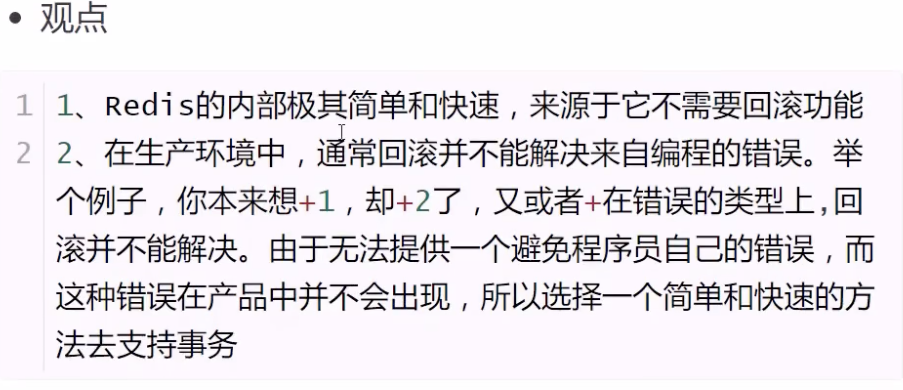 • 观点
1 1、Redis的内部极其简单和快速，来源于它不需要回滚功能
2 2、在生产环境中，通常回滚并不能解决来自编程的错误。举
个例子，你本来想+1，却+2了，又或者+在错误的类型上,回
滚并不能解决。由于无法提供一个避免程序员自己的错误，而
这种错误在产品中并不会出现，所以选择一个简单和快速的方
法去支持事务